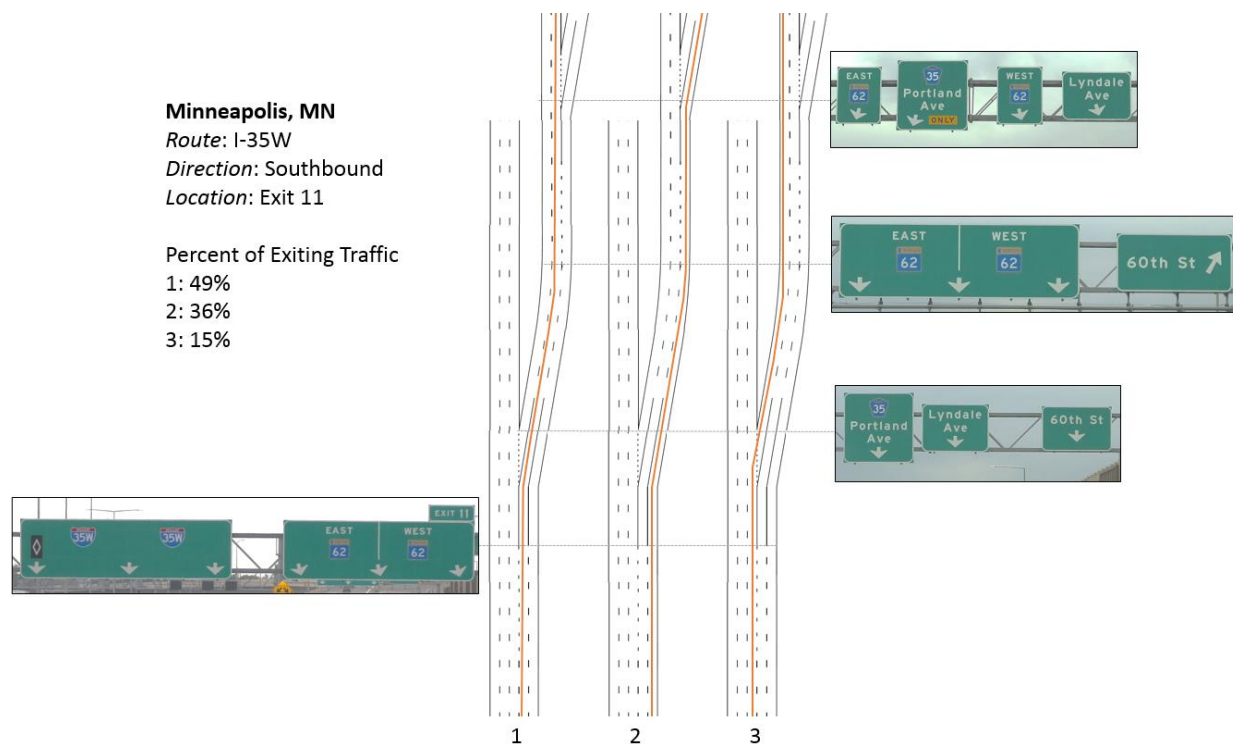 Minneapolis, MN
Route: I-35W
Direction: Southbound
Location: Exit 11
Percent of Exiting Traffic
1: 49%
2: 36%
3: 15%
EAST
62
35
Portland
Ave
ONLY
WEST
62
Lyndale
Ave
EAST
62
WEST
62
60th St
35
Portland
Ave
Lyndale
Ave
60th St
35W
35W
EXIT 11
EAST
62
WEST
62
1 2 3